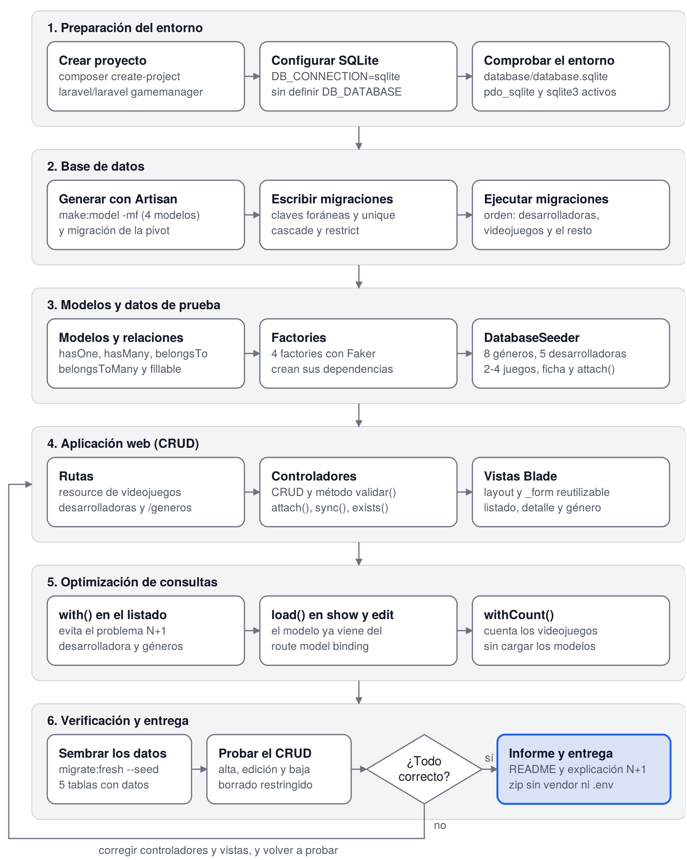 1. Preparación del entorno
Crear proyecto
composer create-project
laravel/laravel gamemanager
Configurar SQLite
DB_CONNECTION=sqlite
sin definir DB_DATABASE
Comprobar el entorno
database/database.sqlite
pdo_sqlite y sqlite3 activos
2. Base de datos
Generar con Artisan
make:model -mf (4 modelos)
y migración de la pivot
Escribir migraciones
claves foráneas y unique
cascade y restrict
Ejecutar migraciones
orden: desarrolladoras,
videojuegos y el resto
3. Modelos y datos de prueba
Modelos y relaciones
hasOne, hasMany, belongsTo
belongsToMany y fillable
Factories
4 factories con Faker
crean sus dependencias
DatabaseSeeder
8 géneros, 5 desarrolladoras
2-4 juegos, ficha y attach()
4. Aplicación web (CRUD)
Rutas
resource de videojuegos
desarrolladoras y /generos
Controladores
CRUD y método validar()
attach(), sync(), exists()
Vistas Blade
layout y _form reutilizable
listado, detalle y género
5. Optimización de consultas
with() en el listado
evita el problema N+1
desarrolladora y géneros
load() en show y edit
el modelo ya viene del
route model binding
withCount()
cuenta los videojuegos
sin cargar los modelos
6. Verificación y entrega
Sembrar los datos
migrate:fresh --seed
5 tablas con datos
Probar el CRUD
alta, edición y baja
borrado restringido
¿Todo
correcto?
sí
Informe y entrega
README y explicación N+1
zip sin vendor ni .env
no
corregir controladores y vistas, y volver a probar